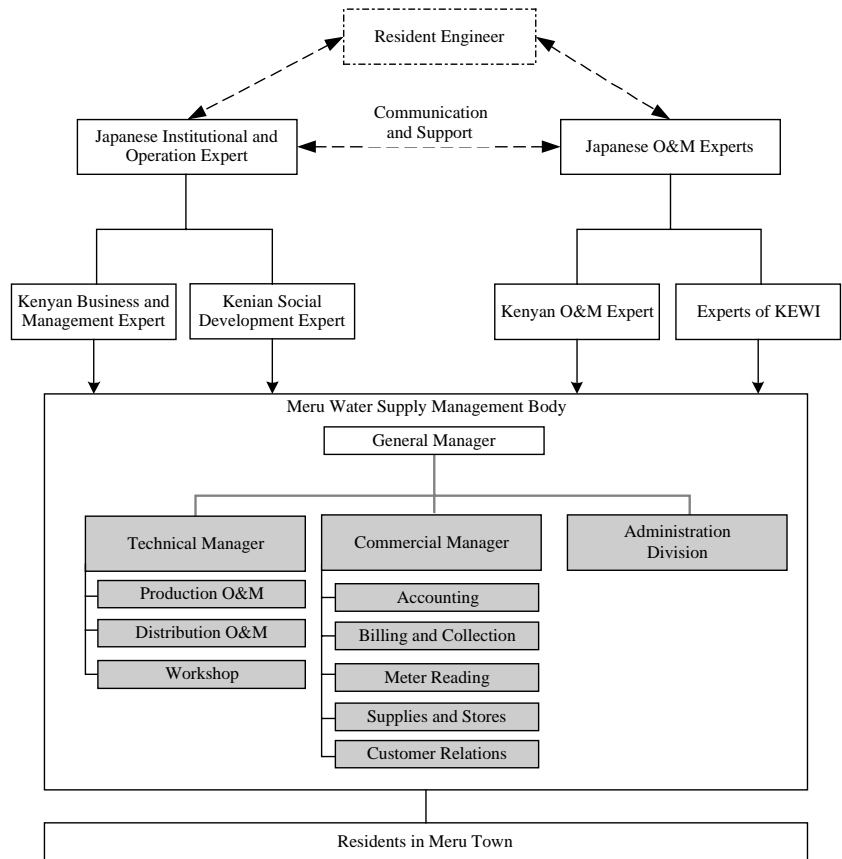 Resident Engineer
Communication
and Support
Japanese Institutional and
Operation Expert
Japanese O&M Experts
Kenyan Business and
Management Expert
Kenian Social
Development Expert
Kenyan O&M Expert
Experts of KEWI
Meru Water Supply Management Body
General Manager
Technical Manager
Production O&M
Distribution O&M
Workshop
Commercial Manager
Accounting
Billing and Collection
Meter Reading
Supplies and Stores
Customer Relations
Administration
Division
Residents in Meru Town